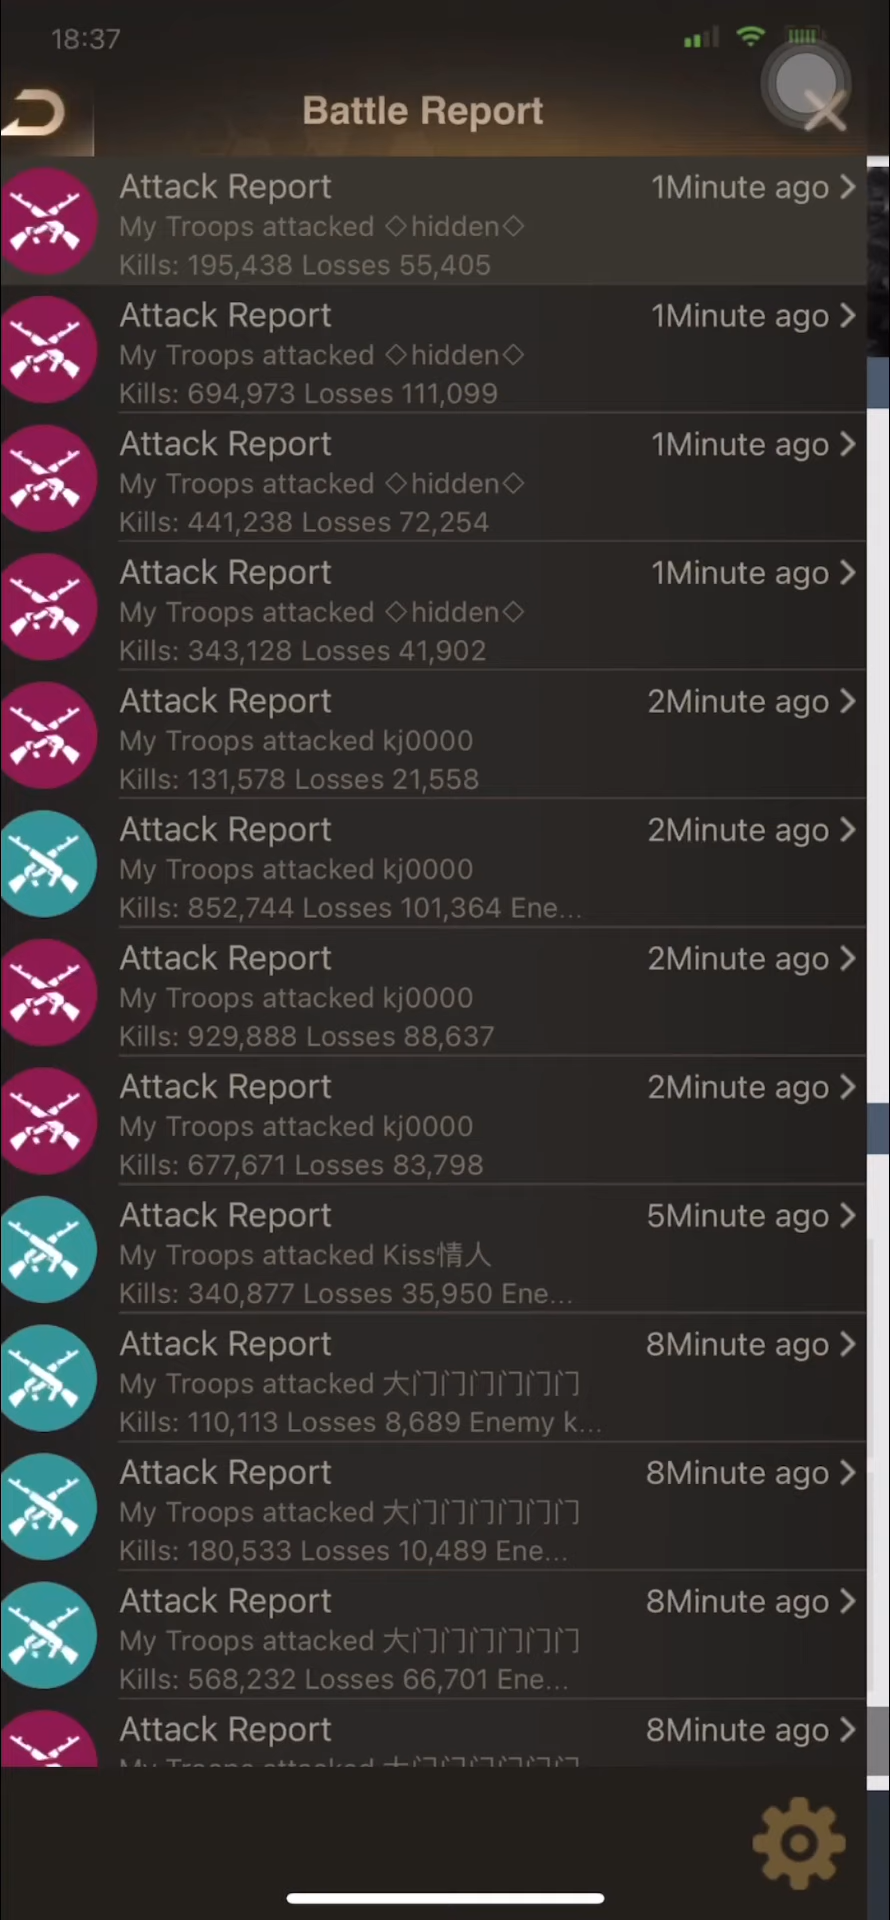 18:37
Battle Report
Attack Report 1Minute ago
My Troops attacked ◇hidden◇
Kills: 195,438 Losses 55,405
Attack Report 1Minute ago
My Troops attacked ◇hidden◇
Kills: 694,973 Losses 111,099
Attack Report 1Minute ago
My Troops attacked ◇hidden◇
Kills: 441,238 Losses 72,254
Attack Report 1Minute ago
My Troops attacked ◇hidden◇
Kills: 343,128 Losses 41,902
Attack Report 2Minute ago
My Troops attacked kj0000
Kills: 131,578 Losses 21,558
Attack Report 2Minute ago
My Troops attacked kj0000
Kills: 852,744 Losses 101,364 Ene...
Attack Report 2Minute ago
My Troops attacked kj0000
Kills: 929,888 Losses 88,637
Attack Report 2Minute ago
My Troops attacked kj0000
Kills: 677,671 Losses 83,798
Attack Report 5Minute ago
My Troops attacked Kiss情人
Kills: 340,877 Losses 35,950 Ene...
Attack Report 8Minute ago
My Troops attacked 大门门门门门门
Kills: 110,113 Losses 8,689 Enemy k...
Attack Report 8Minute ago
My Troops attacked 大门门门门门门
Kills: 180,533 Losses 10,489 Ene...
Attack Report 8Minute ago
My Troops attacked 大门门门门门门
Kills: 568,232 Losses 66,701 Ene...
Attack Report 8Minute ago
My Troops attacked 大门门门门门门